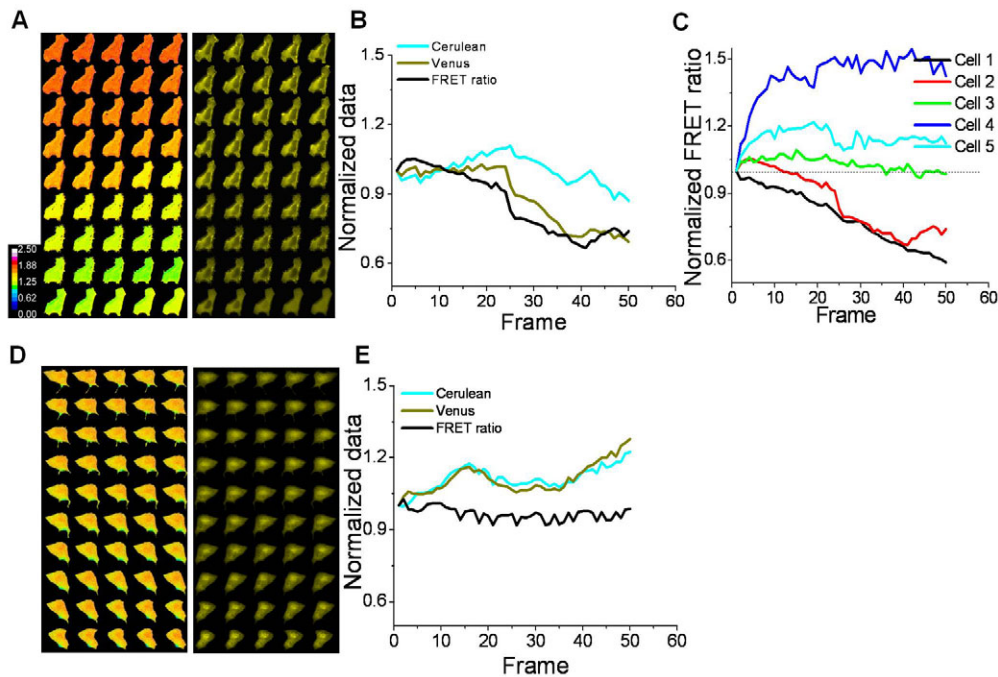 A
2.50
1.88
1.25
0.62
0.00
B
Normalized data
1.5
1.2
0.9
0.6
Cerulean
Venus
FRET ratio
0 10 20 30 40 50 60
Frame
C
Normalized FRET ratio
1.5
1.2
0.9
0.6
Cell 1
Cell 2
Cell 3
Cell 4
Cell 5
0 10 20 30 40 50 60
Frame
D
E
Normalized data
1.5
1.2
0.9
0.6
Cerulean
Venus
FRET ratio
0 10 20 30 40 50 60
Frame